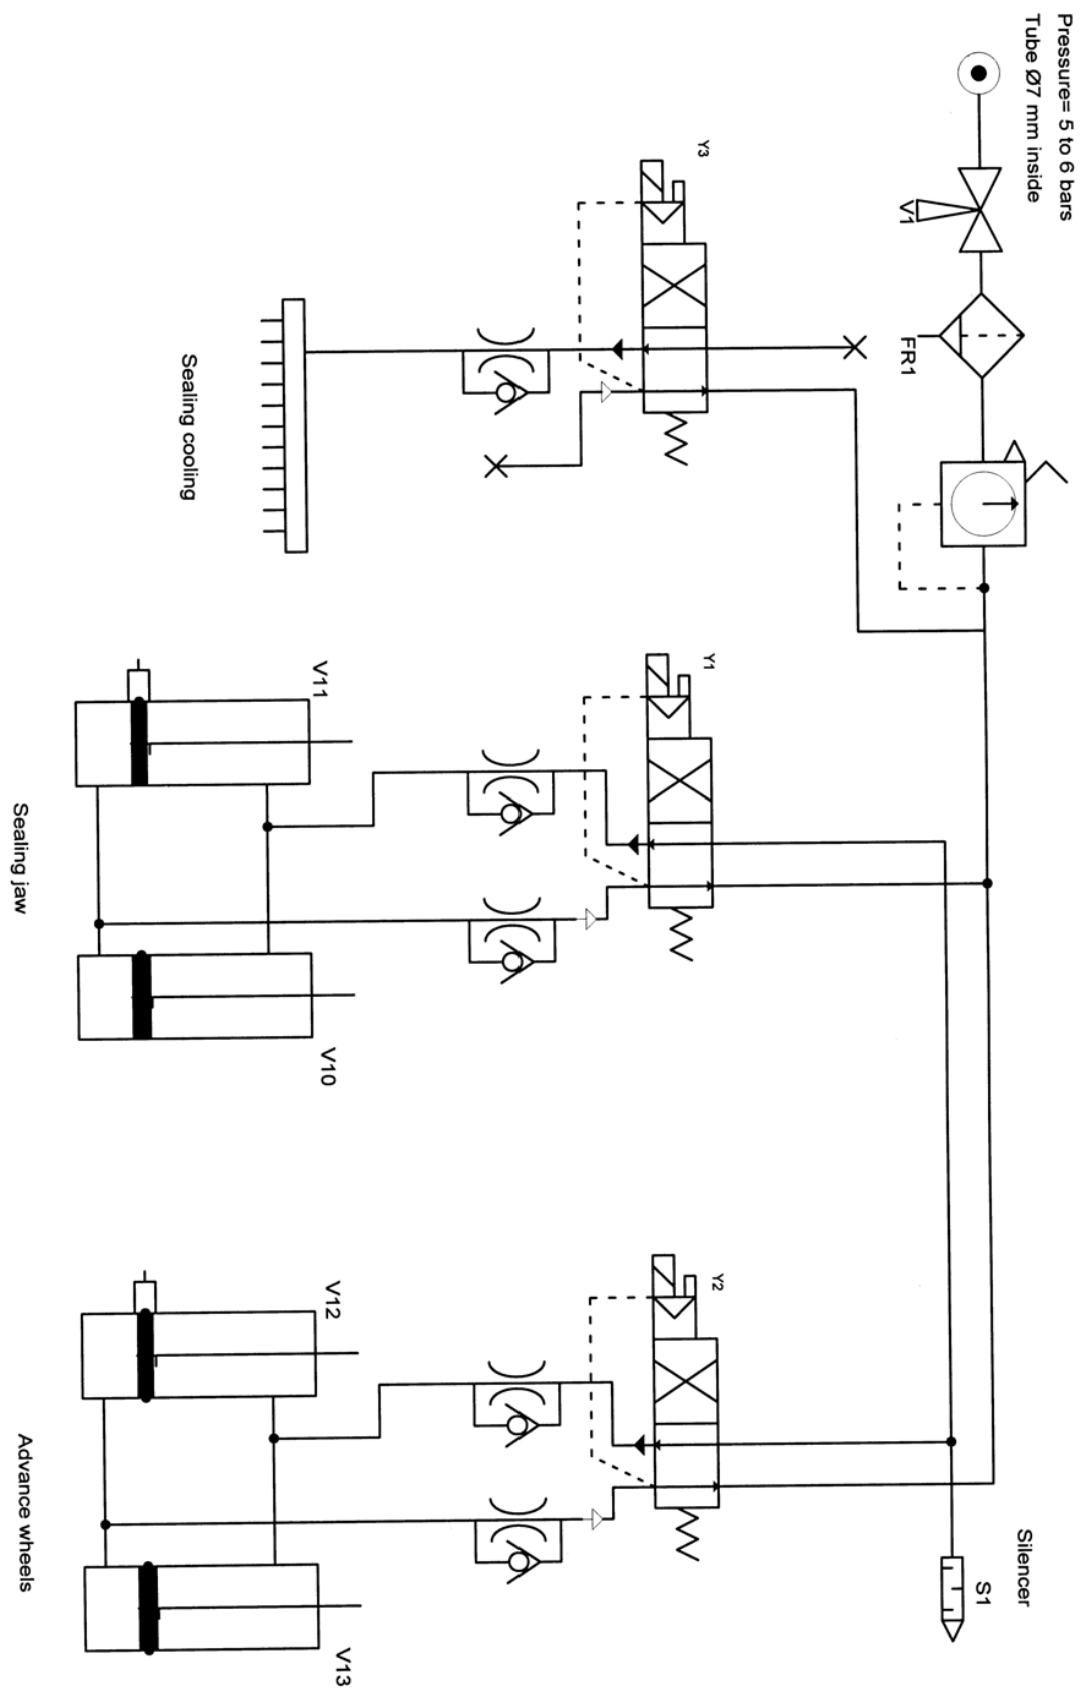 Pressure= 5 to 6 bars
Tube Ø7 mm inside
V1
FR1
Y3
Sealing cooling
Y1
V11
V10
Sealing jaw
Y2
V12
V13
Advance wheels
Silencer
S1